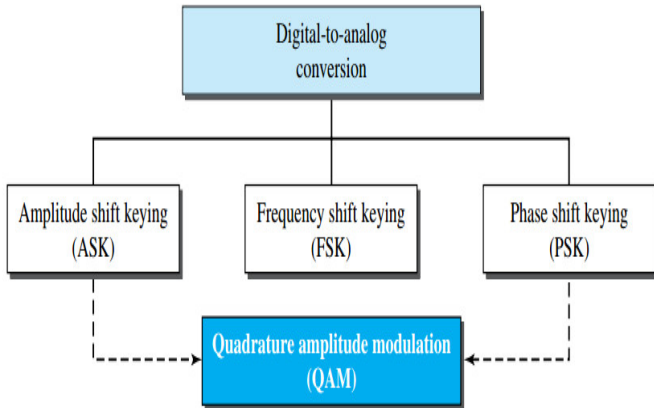 Digital-to-analog
conversion
Amplitude shift keying
(ASK)
Frequency shift keying
(FSK)
Phase shift keying
(PSK)
Quadrature amplitude modulation
(QAM)